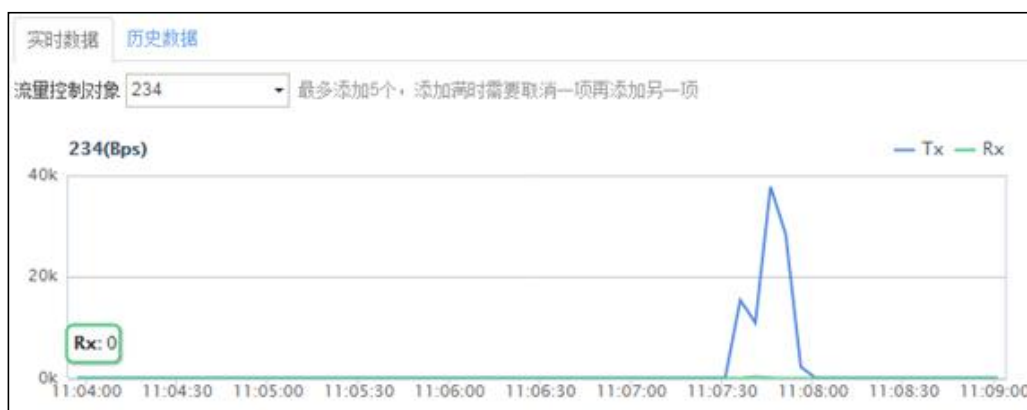 实时数据 历史数据
流量控制对象 234 最多添加5个，添加满时需要取消一项再添加另一项
234(Bps) Tx Rx
40k
20k
Rx: 0
0k
11:04:00 11:04:30 11:05:00 11:05:30 11:06:00 11:06:30 11:07:00 11:07:30 11:08:00 11:08:30 11:09:00